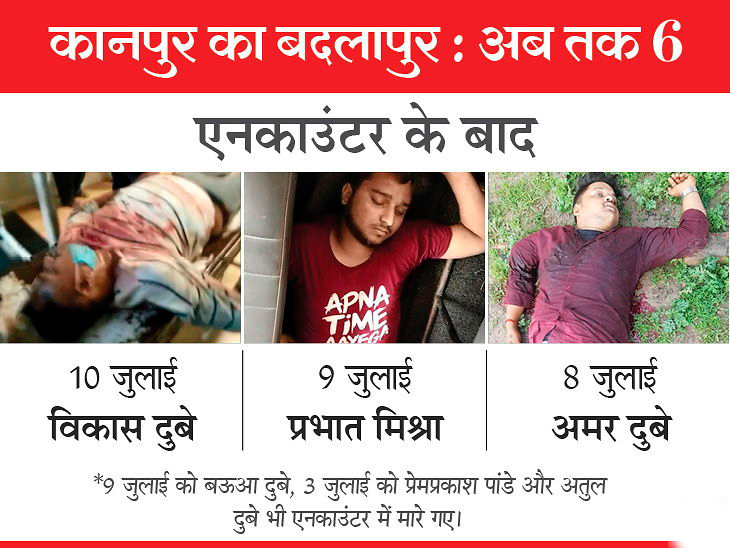 कानपुर का बदलापुर : अब तक 6
एनकाउंटर के बाद
APNA
TIME
AAYEGA
10 जुलाई
विकास दुबे
9 जुलाई
प्रभात मिश्रा
8 जुलाई
अमर दुबे
*9 जुलाई को बऊआ दुबे, 3 जुलाई को प्रेमप्रकाश पांडे और अतुल
दुबे भी एनकाउंटर में मारे गए।